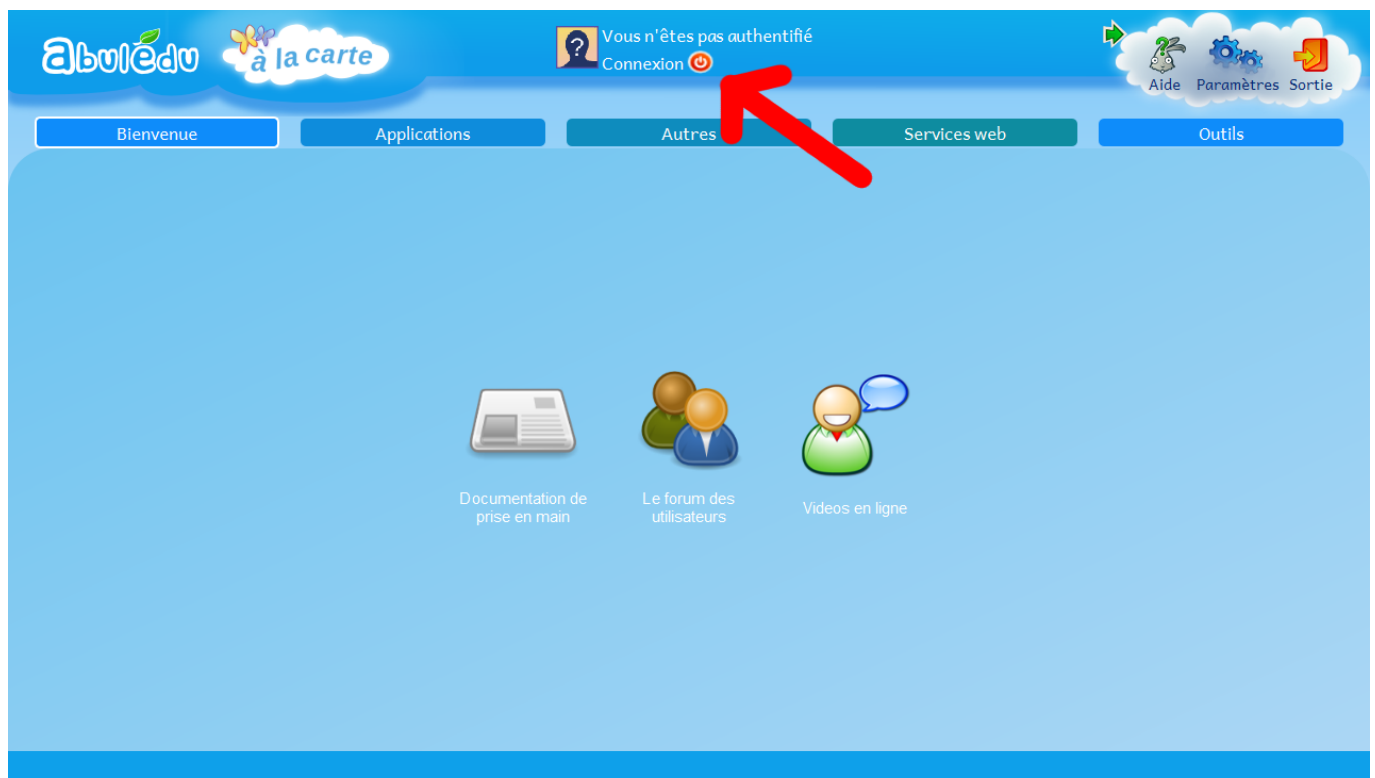 abulédu
à la carte
Vous n'êtes pas authentifié
Connexion
?
Aide
Paramètres
Sortie
Bienvenue
Applications
Autres
Services web
Outils
Documentation de
prise en main
Le forum des
utilisateurs
Videos en ligne